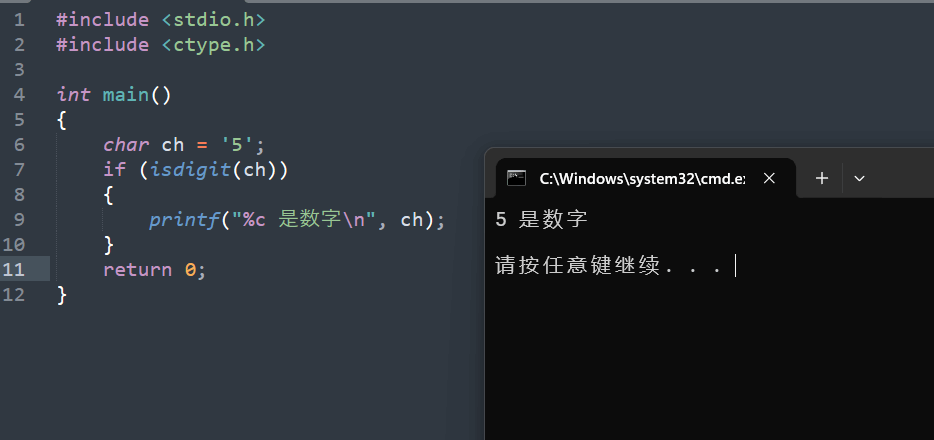 1 #include <stdio.h>
2 #include <ctype.h>
3
4 int main()
5 {
6 char ch = '5';
7 if (isdigit(ch))
8 {
9 printf("%c 是数字\n", ch);
10 }
11 return 0;
12 }
C:\Windows\system32\cmd.e
5 是数字
请按任意键继续. . .